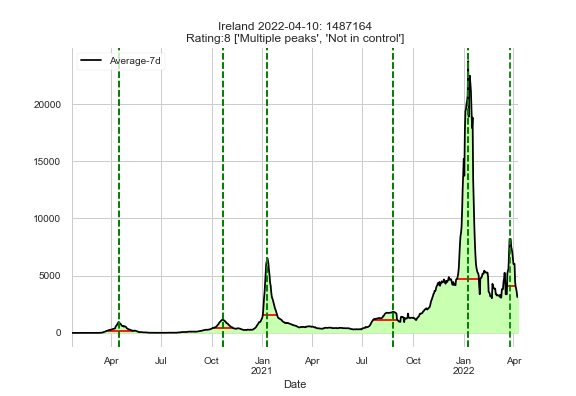 Ireland 2022-04-10: 1487164
Rating:8 ['Multiple peaks', 'Not in control']
Average-7d
20000
15000
10000
5000
0
Apr Jul Oct Jan Apr Jul Oct Jan Apr
2021 2022
Date